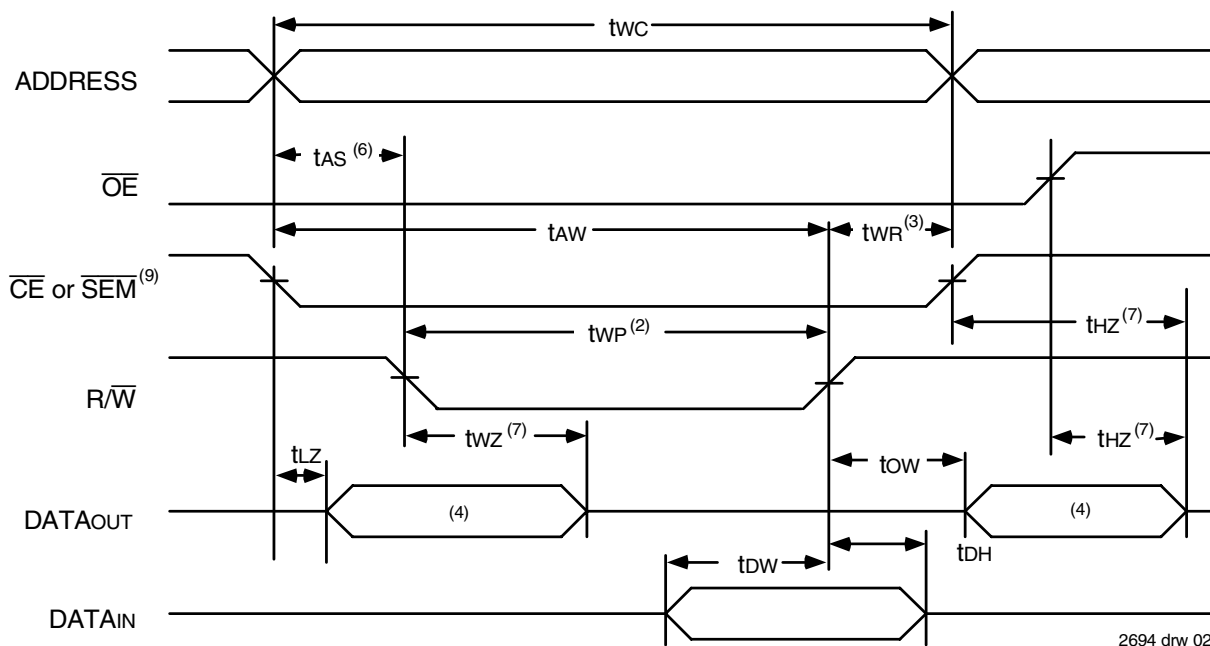 tWC
ADDRESS
tAS (6)
OE
tAW
tWR(3)
CE or SEM(9)
tWP(2)
tHZ(7)
R/W
tWZ(7)
tHZ(7)
tLZ
tOW
DATAOUT
(4)
(4)
tDW
tDH
DATAIN
2694 drw 02